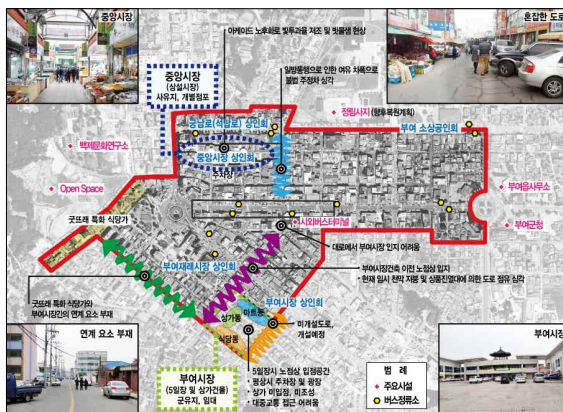 중앙시장
아케이드 노후화로 빛투과율 저조 및 빗물샘 현상
혼잡한 도로
중앙시장
(상설시장)
사유지, 개별점포
일방통행으로 인한 여유 차폭으로
불법 주정차 심각
중남로(석탑로) 상인회
정림사지 (향후복원계획)
부여 소상공인회
백제문화연구소
중앙시장 상인회
주차장
Open Space
부여읍사무소
굿뜨래 특화 식당가
시외버스터미널
부여군청
대로에서 부여시장 인지 어려움
부여재래시장 상인회
부여시장건축 이전 노점상 입지
• 현재 임시 천막 지붕 및 상품진열대에 의한 도로 점유 심각
굿뜨래 특화 식당가와
부여시장간의 연계 요소 부재
부여시장 상인회
마트동
상가동
식당동
미개설도로,
개설예정
연계 요소 부재
부여시장
(5일장 및 상가건물)
군유지, 임대
• 5일장시 노점상 입점공간
• 평상시 주차장 및 광장
• 상가 미입점, 미조성
• 대중교통 접근 어려움
범 례
주요시설
버스정류소
부여시장